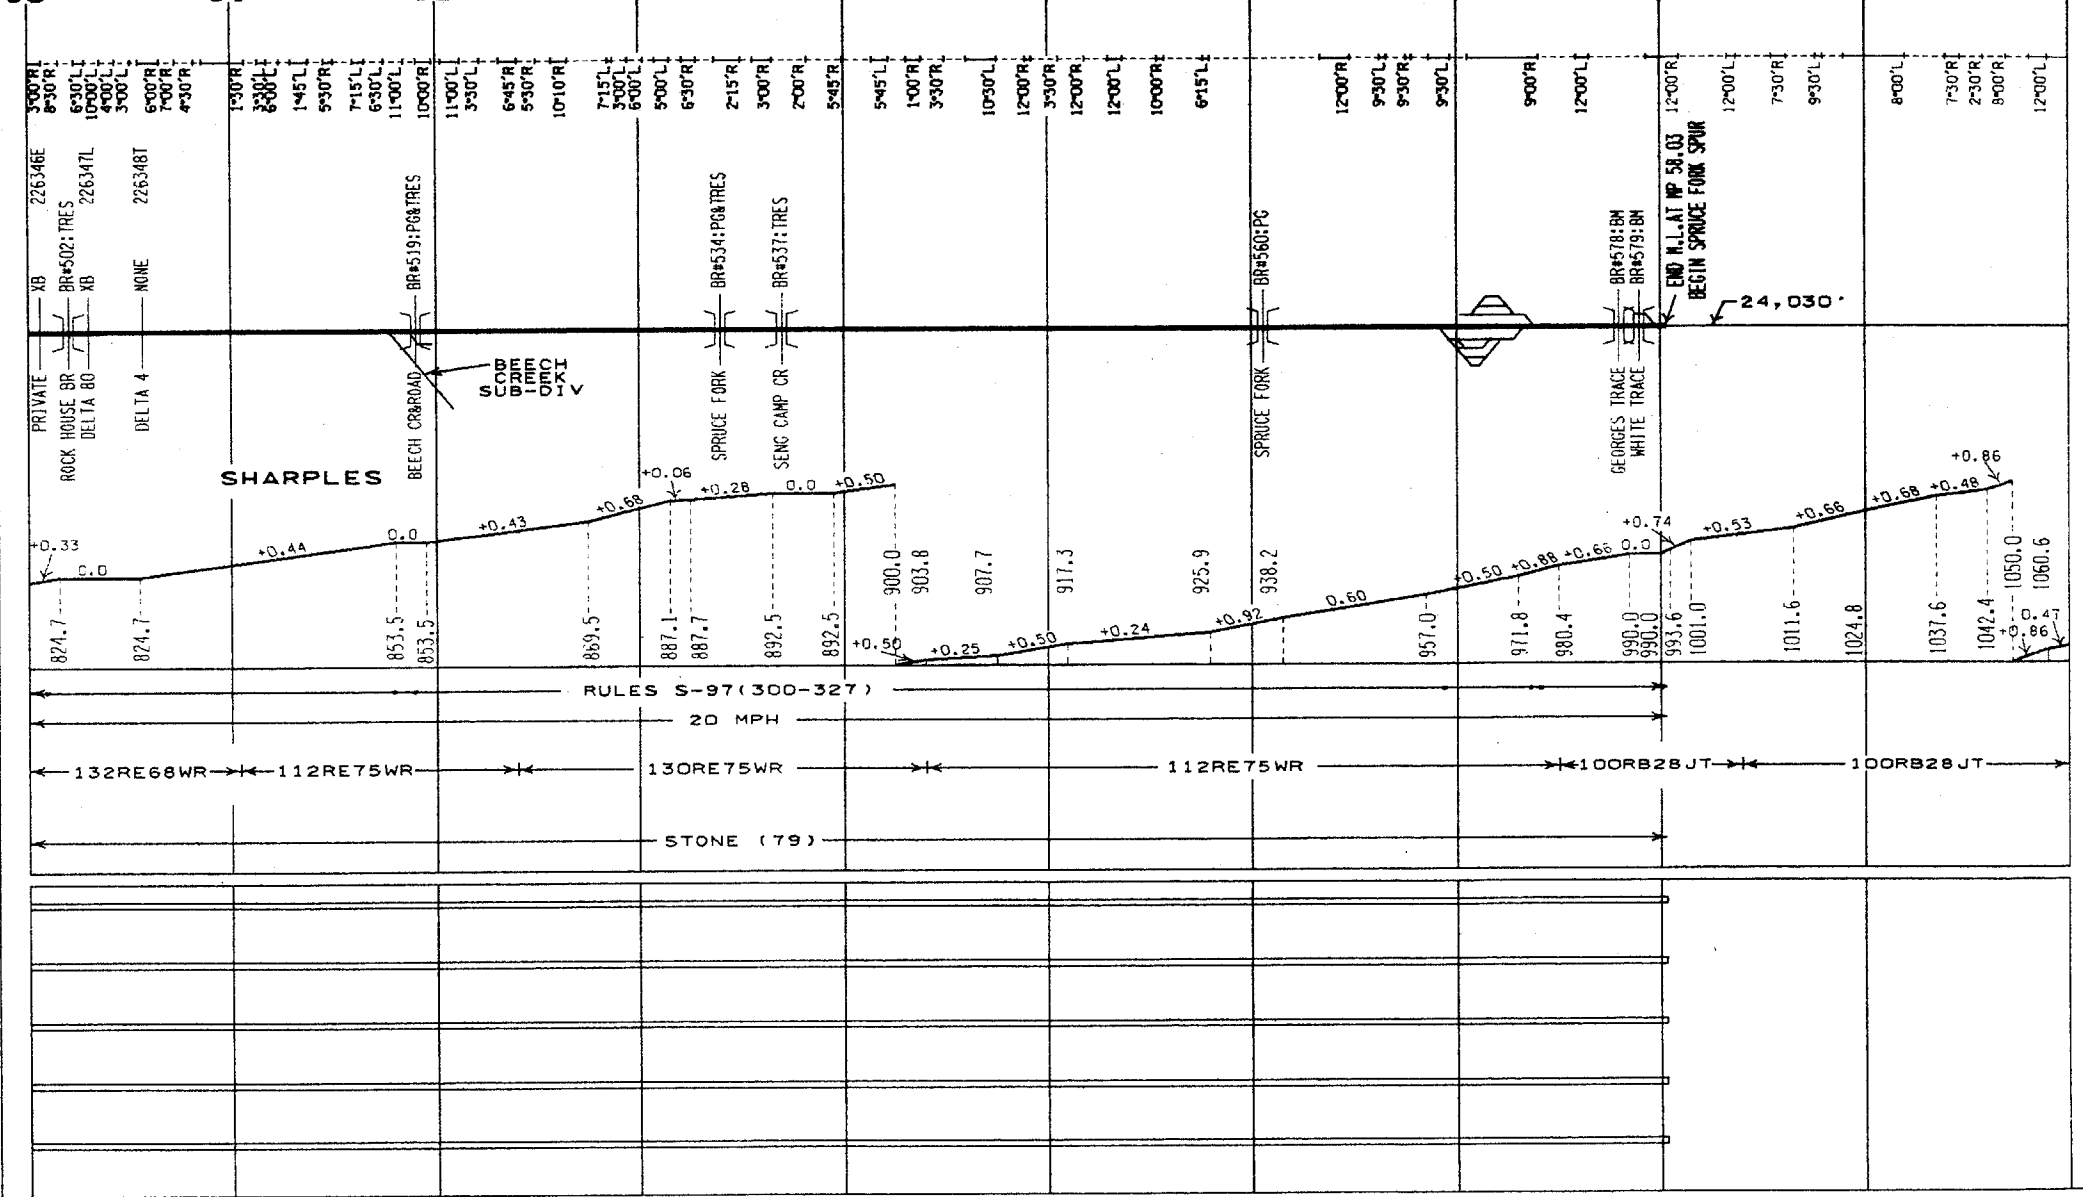 3°00'R
8°30'R
6°30'L
10°00'L
4°00'L
3°00'L
6°00'R
7°00'R
4°30'R
1°30'R
3°30'L
6°00'L
1°45'L
9°30'R
7°15'L
6°30'L
11°00'L
10°00'R
11°00'L
3°30'L
6°45'R
5°30'R
10°10'R
7°15'L
3°00'L
6°00'L
5°00'L
6°30'R
2°15'R
3°00'L
2°00'R
5°45'R
5°45'L
1°00'R
3°30'R
10°30'L
12°00'R
3°30'R
12°00'R
12°00'L
10°00'R
6°15'L
12°00'R
9°30'L
9°30'R
9°30'L
9°00'R
12°00'L
12°00'R
12°00'L
7°30'R
9°30'L
8°00'L
7°30'R
2°30'R
8°00'R
12°00'L
PRIVATE XB 226346E
ROCK HOUSE BR BR#502:TRES
DELTA 80 XB 226347L
DELTA 4 NONE 226348T
BEECH CR&ROAD BR#519:PG&TRES
SPRUCE FORK BR#534:PG&TRES
SENG CAMP CR BR#537:TRES
SPRUCE FORK BR#560:PG
GEORGES TRACE BR#578:BM
WHITE TRACE BR#579:BM
END M.L.AT MP 58.03
BEGIN SPRUCE FORK SPUR
24,030'
BEECH
CREEK
SUB-DIV
SHARPLES
+0.33
0.0
+0.44
0.0
+0.43
+0.68
+0.06
+0.28
0.0
+0.50
+0.50
+0.25
+0.50
+0.24
+0.92
0.60
+0.50
+0.88
+0.66
0.0
+0.74
+0.53
+0.66
+0.68
+0.48
+0.86
+0.86
0.47
824.7
824.7
853.5
853.5
869.5
887.1
887.7
892.5
892.5
900.0
903.8
907.7
917.3
925.9
938.2
957.0
971.8
980.4
990.0
990.0
993.6
1001.0
1011.6
1024.8
1037.6
1042.4
1050.0
1060.6
RULES S-97(300-327)
20 MPH
132RE68WR 112RE75WR 130RE75WR 112RE75WR 100RB28JT 100RB28JT
STONE (79)